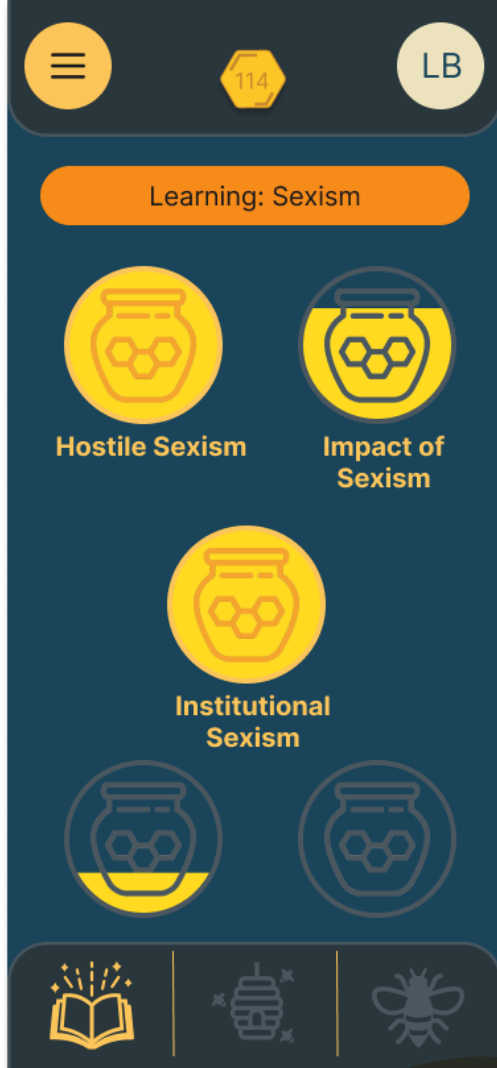 114
LB
Learning: Sexism
Hostile Sexism
Impact of
Sexism
Institutional
Sexism